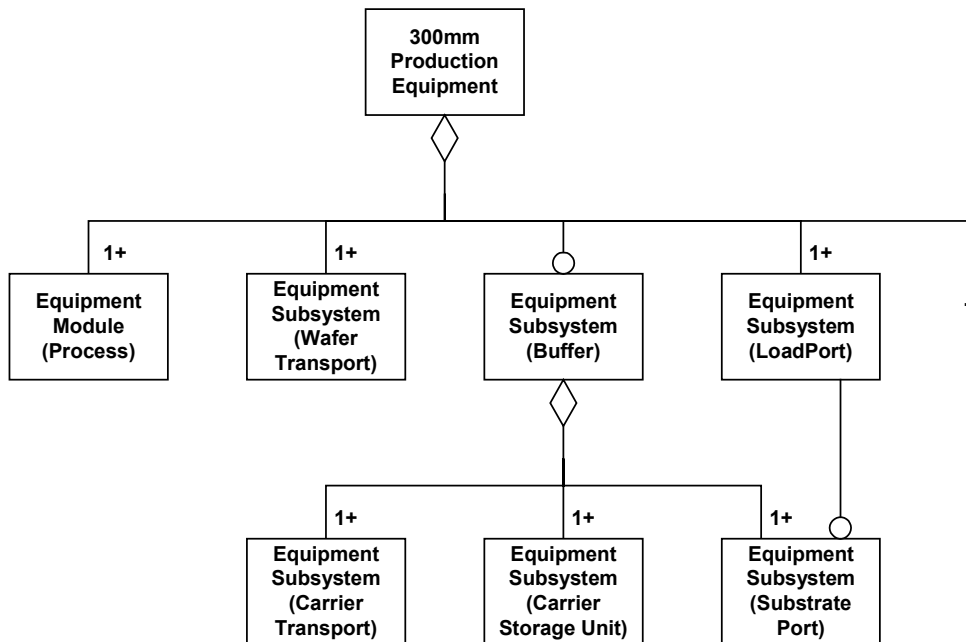 300mm
Production
Equipment
1+
1+
1+
Equipment
Module
(Process)
Equipment
Subsystem
(Wafer
Transport)
Equipment
Subsystem
(Buffer)
Equipment
Subsystem
(LoadPort)
1+
1+
1+
Equipment
Subsystem
(Carrier
Transport)
Equipment
Subsystem
(Carrier
Storage Unit)
Equipment
Subsystem
(Substrate
Port)